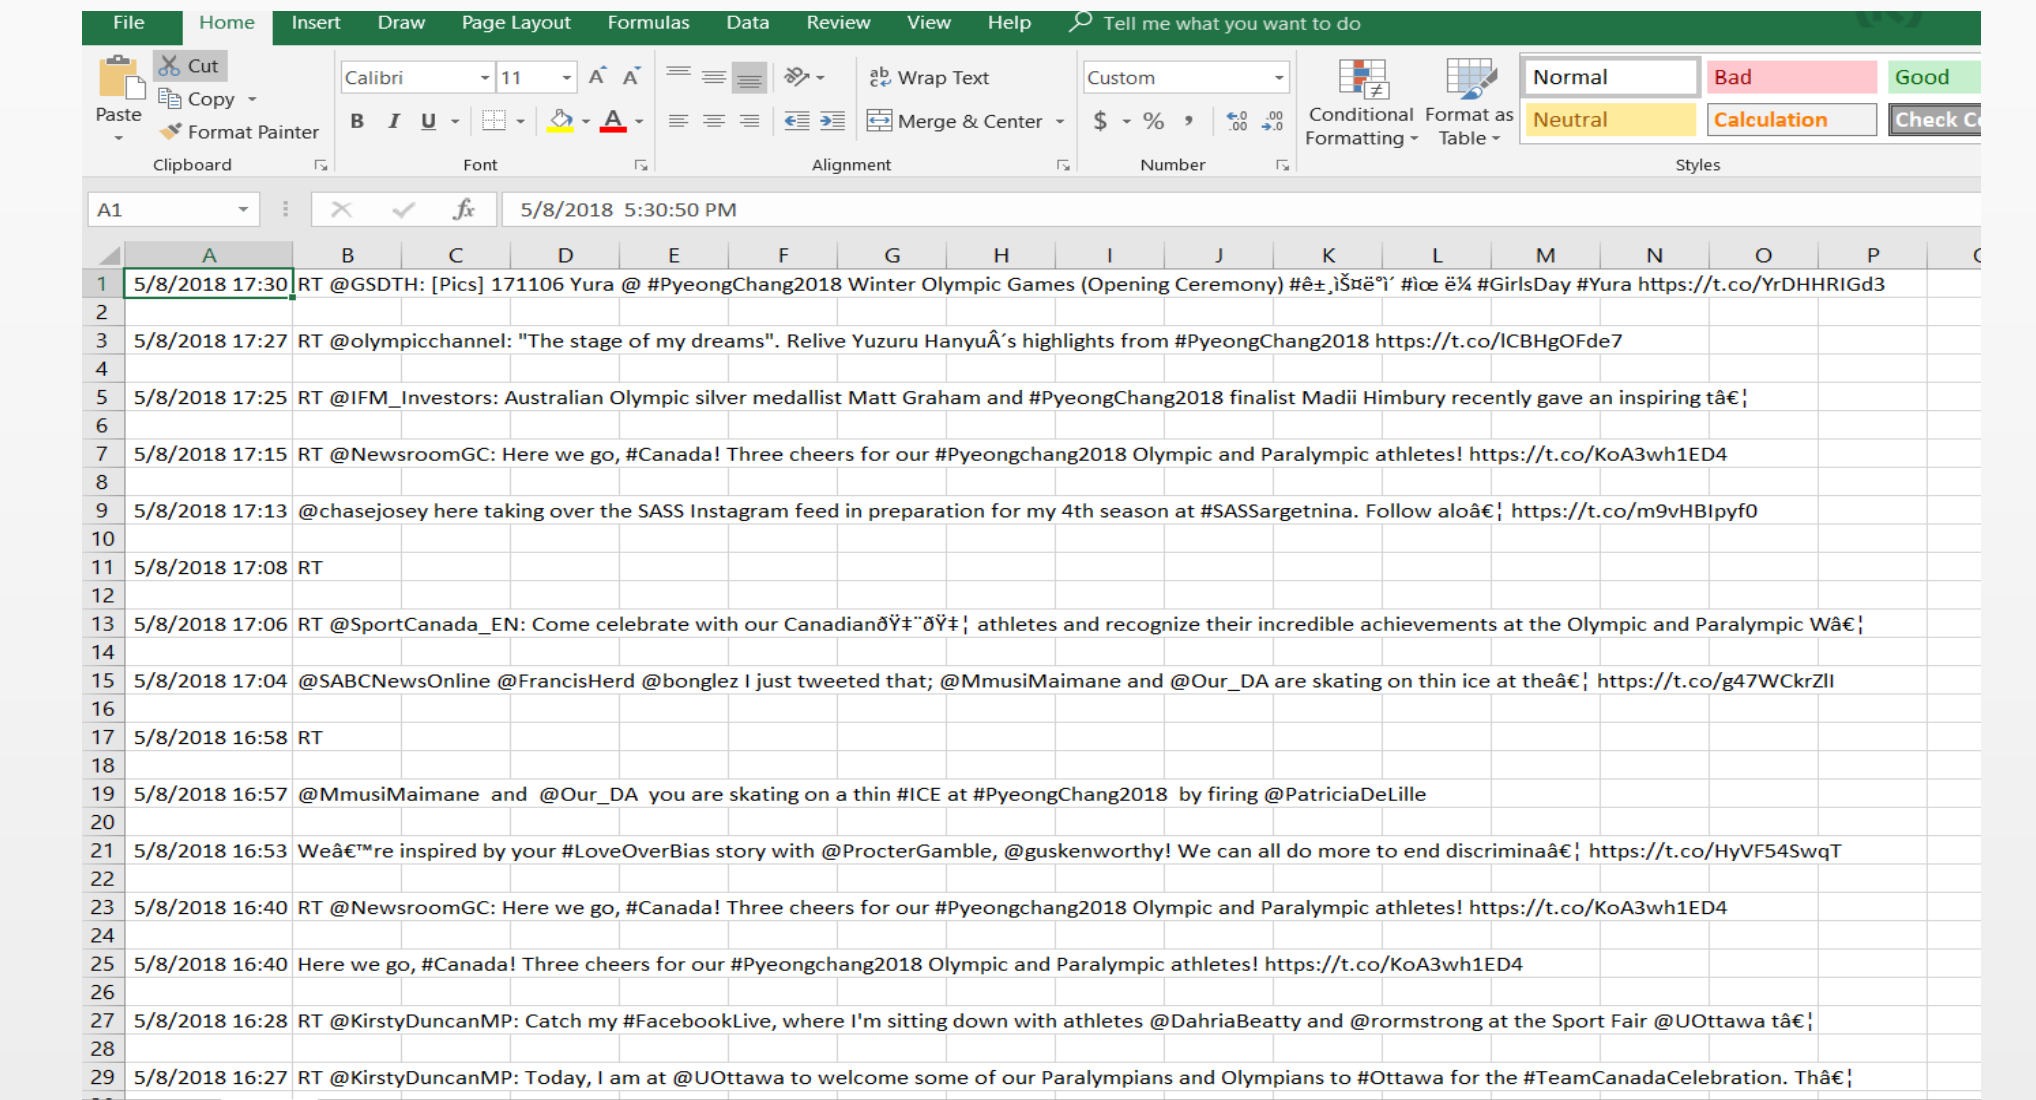 File Home Insert Draw Page Layout Formulas Data Review View Help Tell me what you want to do
Cut
Copy
Format Painter
Paste
Clipboard
Calibri 11 A A
B I U A
Font
ab Wrap Text
Merge & Center
Alignment
Custom
$ % , .0 .00 .00 .0
Number
Conditional Formatting
Format as Table
Normal Bad Good
Neutral Calculation Check C
Styles
A1 fx 5/8/2018 5:30:50 PM
A B C D E F G H I J K L M N O P
1 5/8/2018 17:30 RT @GSDTH: [Pics] 171106 Yura @ #PyeongChang2018 Winter Olympic Games (Opening Ceremony) #ê±¸ìŠ¤ë°ì´ #ìœ ë¼ #GirlsDay #Yura https://t.co/YrDHHRIGd3
2
3 5/8/2018 17:27 RT @olympicchannel: "The stage of my dreams". Relive Yuzuru HanyuÂ´s highlights from #PyeongChang2018 https://t.co/lCBHgOFde7
4
5 5/8/2018 17:25 RT @IFM_Investors: Australian Olympic silver medallist Matt Graham and #PyeongChang2018 finalist Madii Himbury recently gave an inspiring tâ€¦
6
7 5/8/2018 17:15 RT @NewsroomGC: Here we go, #Canada! Three cheers for our #Pyeongchang2018 Olympic and Paralympic athletes! https://t.co/KoA3wh1ED4
8
9 5/8/2018 17:13 @chasejosey here taking over the SASS Instagram feed in preparation for my 4th season at #SASSargetnina. Follow aloâ€¦ https://t.co/m9vHBIpyf0
10
11 5/8/2018 17:08 RT
12
13 5/8/2018 17:06 RT @SportCanada_EN: Come celebrate with our CanadianðŸ‡¨ðŸ‡¦ athletes and recognize their incredible achievements at the Olympic and Paralympic Wâ€¦
14
15 5/8/2018 17:04 @SABCNewsOnline @FrancisHerd @bonglez I just tweeted that; @MmusiMaimane and @Our_DA are skating on thin ice at theâ€¦ https://t.co/g47WCkrZlI
16
17 5/8/2018 16:58 RT
18
19 5/8/2018 16:57 @MmusiMaimane and @Our_DA you are skating on a thin #ICE at #PyeongChang2018 by firing @PatriciaDeLille
20
21 5/8/2018 16:53 Weâ€™re inspired by your #LoveOverBias story with @ProcterGamble, @guskenworthy! We can all do more to end discriminaâ€¦ https://t.co/HyVF54SwqT
22
23 5/8/2018 16:40 RT @NewsroomGC: Here we go, #Canada! Three cheers for our #Pyeongchang2018 Olympic and Paralympic athletes! https://t.co/KoA3wh1ED4
24
25 5/8/2018 16:40 Here we go, #Canada! Three cheers for our #Pyeongchang2018 Olympic and Paralympic athletes! https://t.co/KoA3wh1ED4
26
27 5/8/2018 16:28 RT @KirstyDuncanMP: Catch my #FacebookLive, where I'm sitting down with athletes @DahriaBeatty and @rormstrong at the Sport Fair @UOttawa tâ€¦
28
29 5/8/2018 16:27 RT @KirstyDuncanMP: Today, I am at @UOttawa to welcome some of our Paralympians and Olympians to #Ottawa for the #TeamCanadaCelebration. Thâ€¦